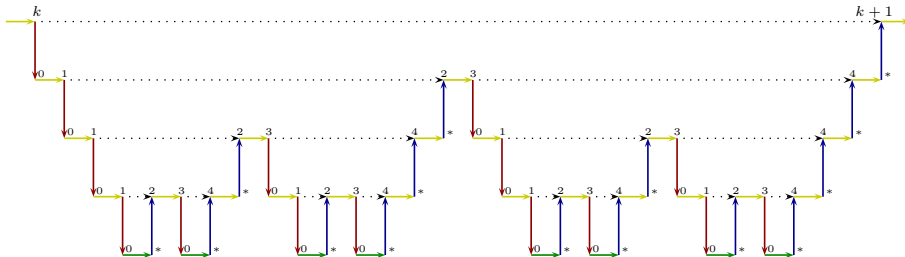 k k + 1
0 1 2 3 4 *
0 1 2 3 4 * 0 1 2 3 4 *
0 1 2 3 4 * 0 1 2 3 4 * 0 1 2 3 4 * 0 1 2 3 4 *
0 * 0 * 0 * 0 * 0 * 0 * 0 * 0 *